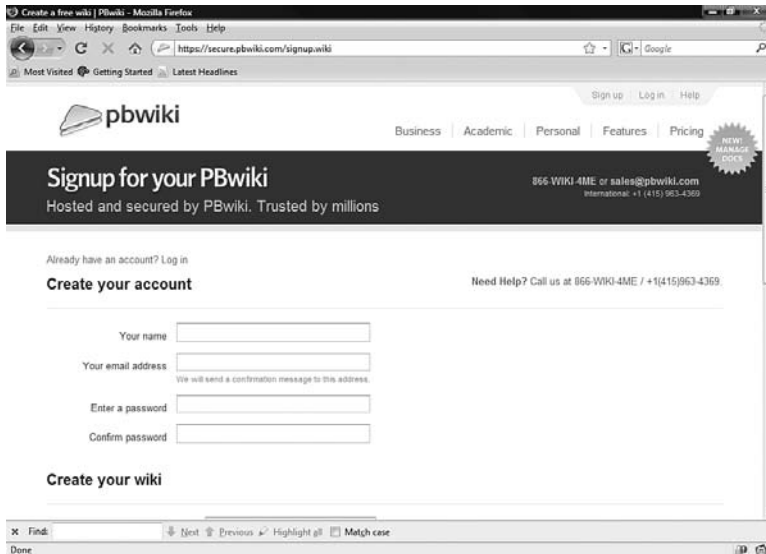 Create a free wiki | PBwiki - Mozilla Firefox
File Edit View History Bookmarks Tools Help
https://secure.pbwiki.com/signup.wiki
G Google
Most Visited Getting Started Latest Headlines
Sign up Log in Help
pbwiki
Business Academic Personal Features Pricing
NEW! MANAGE DOCS
Signup for your PBwiki
866-WIKI-4ME or sales@pbwiki.com
Hosted and secured by PBwiki. Trusted by millions
International: +1 (415) 963-4369
Already have an account? Log in
Create your account
Need Help? Call us at 866-WIKI-4ME / +1(415)963-4369.
Your name
Your email address
We will send a confirmation message to this address.
Enter a password
Confirm password
Create your wiki
Find:
Next Previous Highlight all Match case
Done